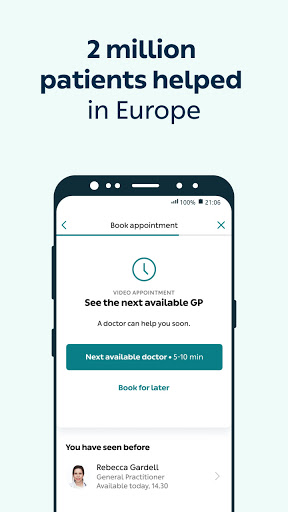 2 million
patients helped
in Europe
100% 21:06
Book appointment
VIDEO APPOINTMENT
See the next available GP
A doctor can help you soon.
Next available doctor • 5-10 min
Book for later
You have seen before
Rebecca Gardell
General Practitioner
Available today, 14.30